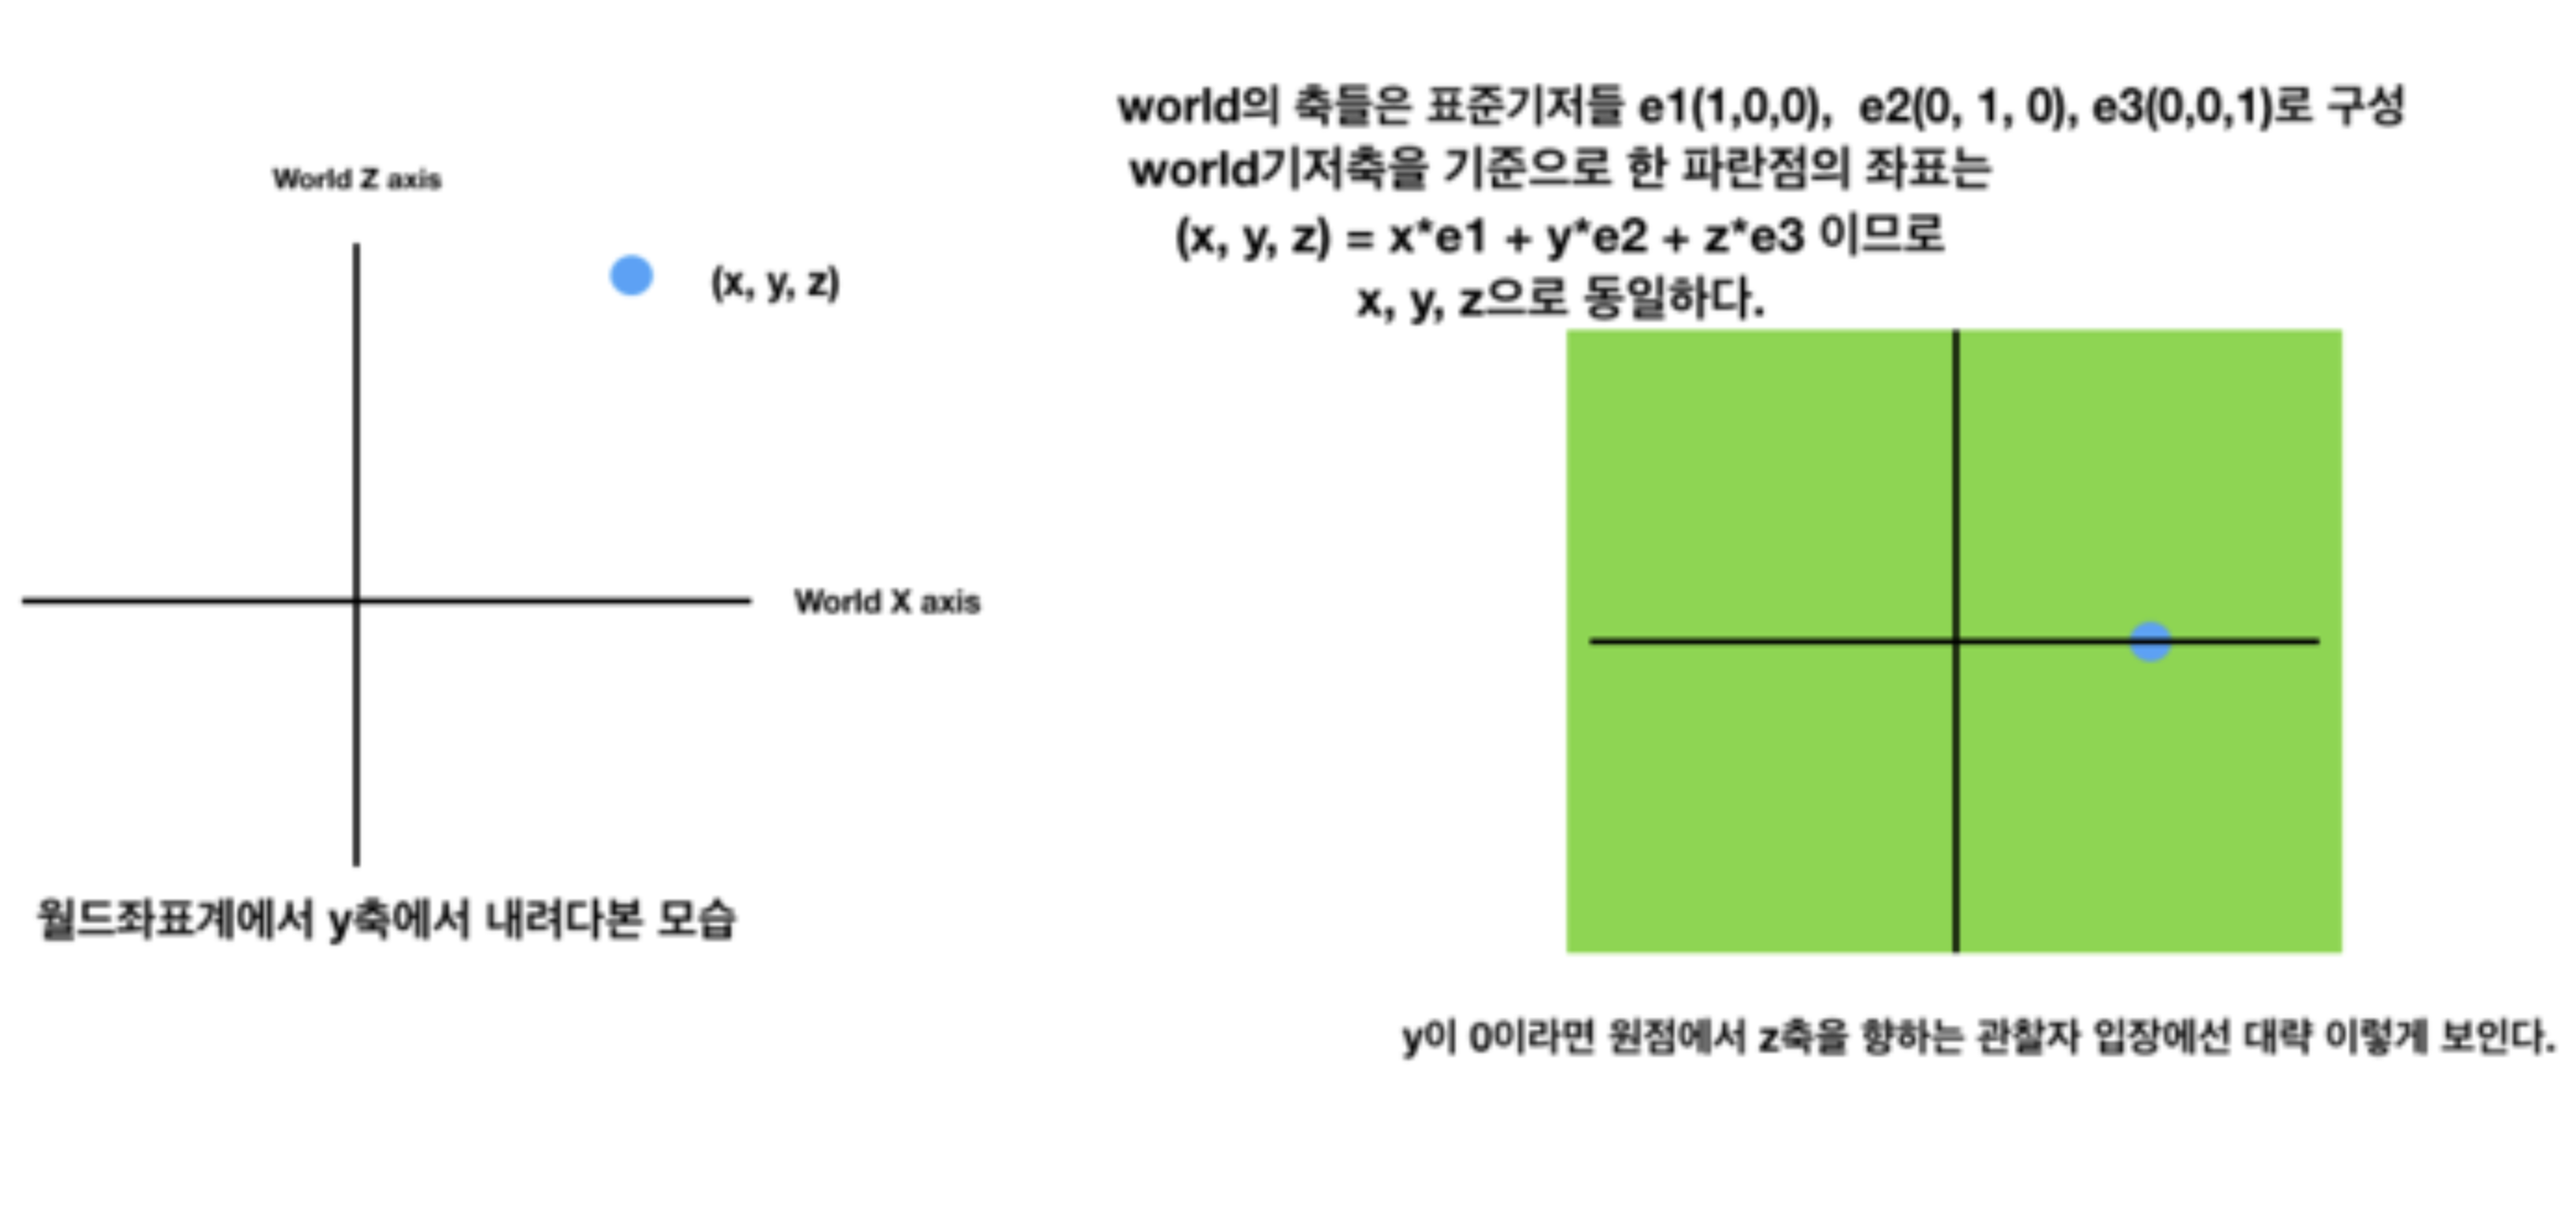 world의 축들은 표준기저들 e1(1,0,0), e2(0, 1, 0), e3(0,0,1)로 구성
world기저축을 기준으로 한 파란점의 좌표는
(x, y, z) = x*e1 + y*e2 + z*e3 이므로
x, y, z으로 동일하다.
World Z axis
(x, y, z)
World X axis
월드좌표계에서 y축에서 내려다본 모습
y이 0이라면 원점에서 z축을 향하는 관찰자 입장에선 대략 이렇게 보인다.